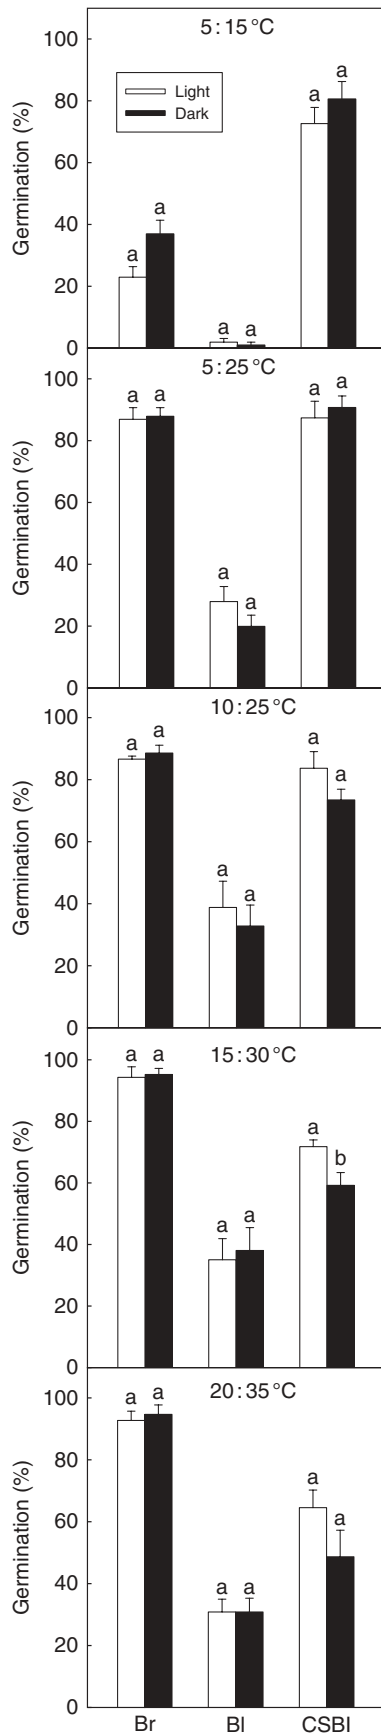 5:15°C
100
Light
Dark
a
a
80
a
a
60
40
a
a
20
0
Germination (%)
5:25°C
100
a
a
a
a
80
60
40
a
a
20
0
Germination (%)
10:25°C
100
a
a
a
a
80
60
a
a
40
20
0
Germination (%)
15:30°C
100
a
a
80
a
b
60
a
a
40
20
0
Germination (%)
20:35°C
100
a
a
80
a
a
60
a
a
40
20
0
Germination (%)
Br
Bl
CSBl